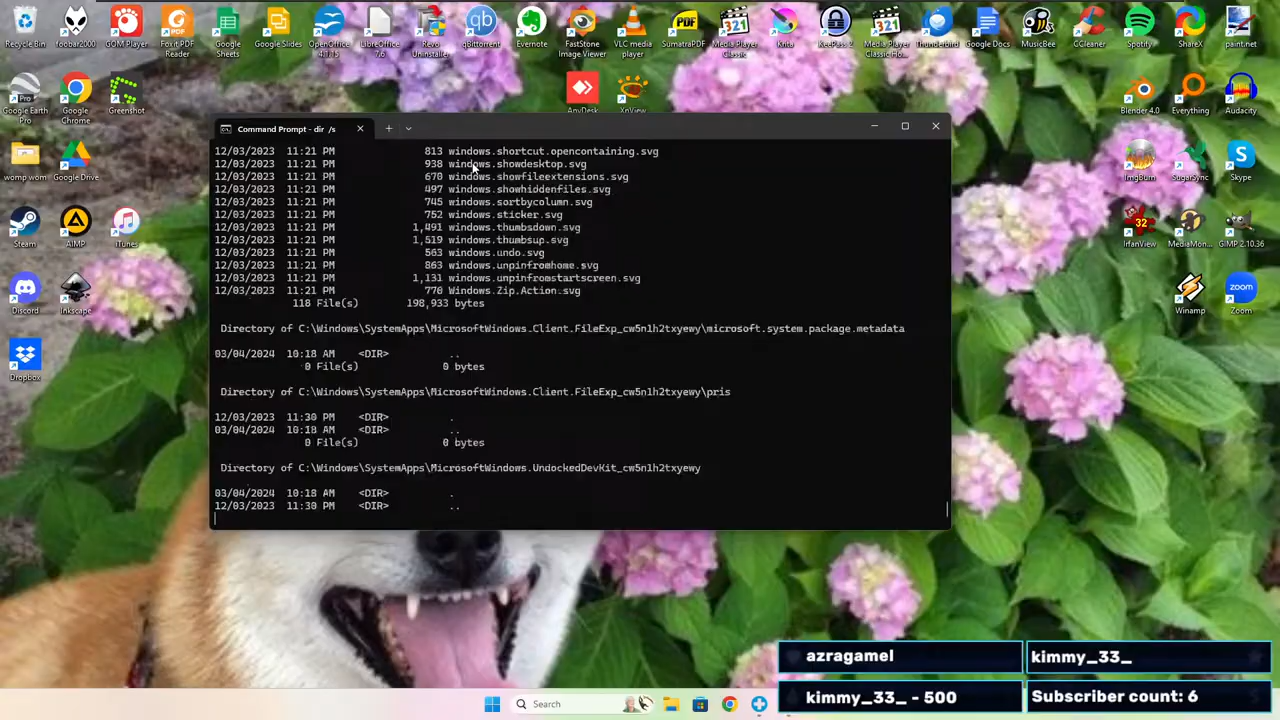 Recycle Bin
foobar2000
GOM Player
Foxit PDF Reader
Google Sheets
Google Slides
OpenOffice 4.1.15
LibreOffice 7.6
Revo Uninstaller
qBittorrent
Evernote
FastStone Image Viewer
VLC media player
SumatraPDF
Media Player Classic
Krita
KeePass 2
Media Player Classic Ho...
Thunderbird
Google Docs
MusicBee
CCleaner
Spotify
ShareX
paint.net
Google Earth Pro
Google Chrome
Greenshot
AnyDesk
XnView
Blender 4.0
Everything
Audacity
womp wom
Google Drive
ImgBurn
SugarSync
Skype
Steam
AIMP
iTunes
IrfanView
MediaMon...
GIMP 2.10.36
Discord
Inkscape
Winamp
Zoom
Dropbox
Command Prompt - dir /s
12/03/2023 11:21 PM 813 windows.shortcut.opencontaining.svg
12/03/2023 11:21 PM 938 windows.showdesktop.svg
12/03/2023 11:21 PM 670 windows.showfileextensions.svg
12/03/2023 11:21 PM 497 windows.showhiddenfiles.svg
12/03/2023 11:21 PM 745 windows.sortbycolumn.svg
12/03/2023 11:21 PM 752 windows.sticker.svg
12/03/2023 11:21 PM 1,491 windows.thumbsdown.svg
12/03/2023 11:21 PM 1,519 windows.thumbsup.svg
12/03/2023 11:21 PM 563 windows.undo.svg
12/03/2023 11:21 PM 863 windows.unpinfromhome.svg
12/03/2023 11:21 PM 1,131 windows.unpinfromstartscreen.svg
12/03/2023 11:21 PM 770 Windows.Zip.Action.svg
118 File(s) 198,933 bytes
Directory of C:\Windows\SystemApps\MicrosoftWindows.Client.FileExp_cw5n1h2txyewy\microsoft.system.package.metadata
03/04/2024 10:18 AM <DIR> ..
0 File(s) 0 bytes
Directory of C:\Windows\SystemApps\MicrosoftWindows.Client.FileExp_cw5n1h2txyewy\pris
12/03/2023 11:30 PM <DIR> .
03/04/2024 10:18 AM <DIR> ..
0 File(s) 0 bytes
Directory of C:\Windows\SystemApps\MicrosoftWindows.UndockedDevKit_cw5n1h2txyewy
03/04/2024 10:18 AM <DIR> .
12/03/2023 11:30 PM <DIR> ..
azragamel
kimmy_33_
kimmy_33_ - 500
Subscriber count: 6
Search